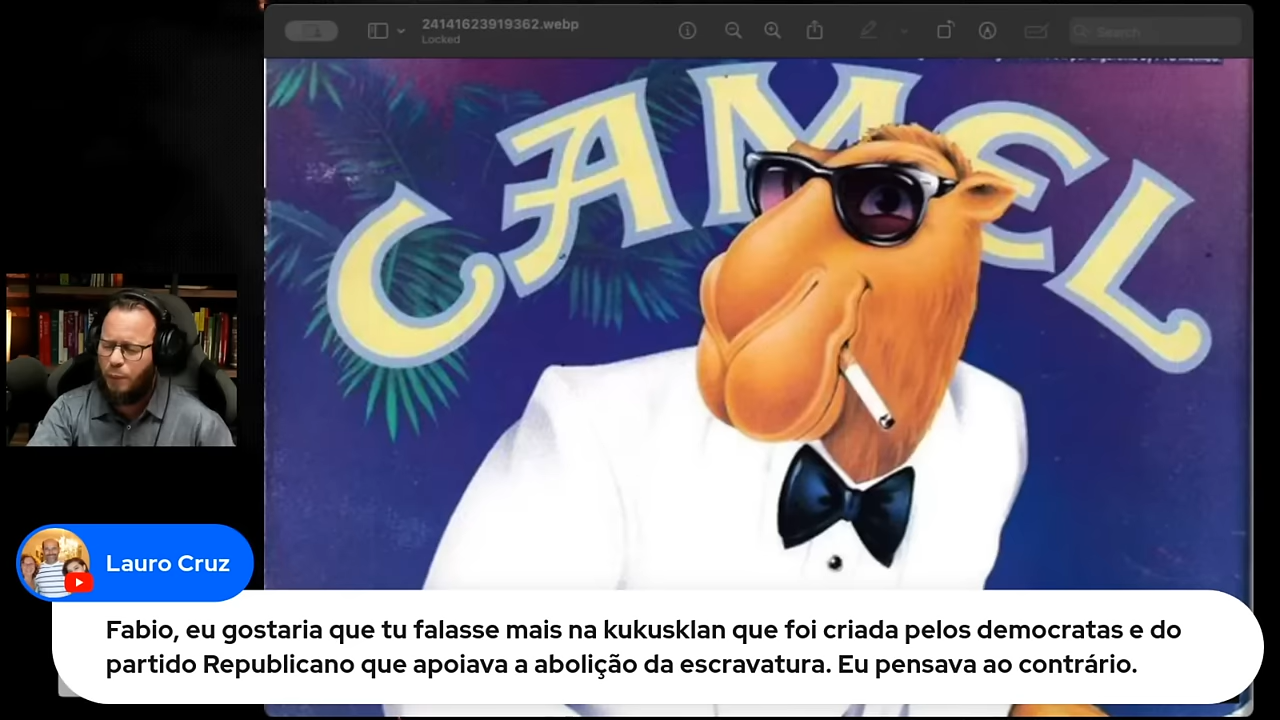 24141623919362.webp
Locked
Search
CAMEL
Lauro Cruz
Fabio, eu gostaria que tu falasse mais na kukusklan que foi criada pelos democratas e do
partido Republicano que apoiava a abolição da escravatura. Eu pensava ao contrário.